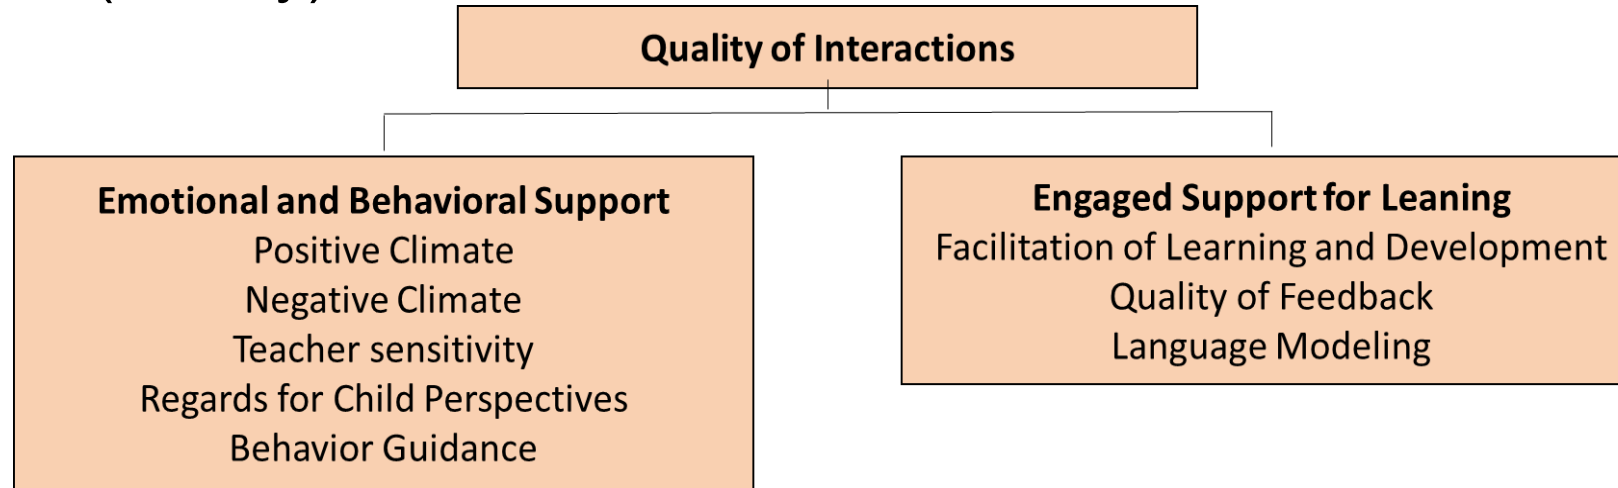 Quality of Interactions
Emotional and Behavioral Support
Positive Climate
Negative Climate
Teacher sensitivity
Regards for Child Perspectives
Behavior Guidance
Engaged Support for Leaning
Facilitation of Learning and Development
Quality of Feedback
Language Modeling